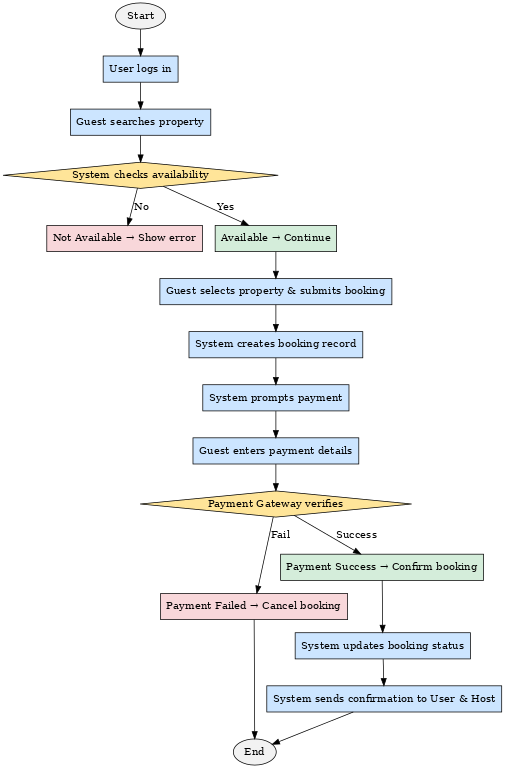 Start
User logs in
Guest searches property
System checks availability
No
Yes
Not Available → Show error
Available → Continue
Guest selects property & submits booking
System creates booking record
System prompts payment
Guest enters payment details
Payment Gateway verifies
Fail
Success
Payment Success → Confirm booking
Payment Failed → Cancel booking
System updates booking status
System sends confirmation to User & Host
End